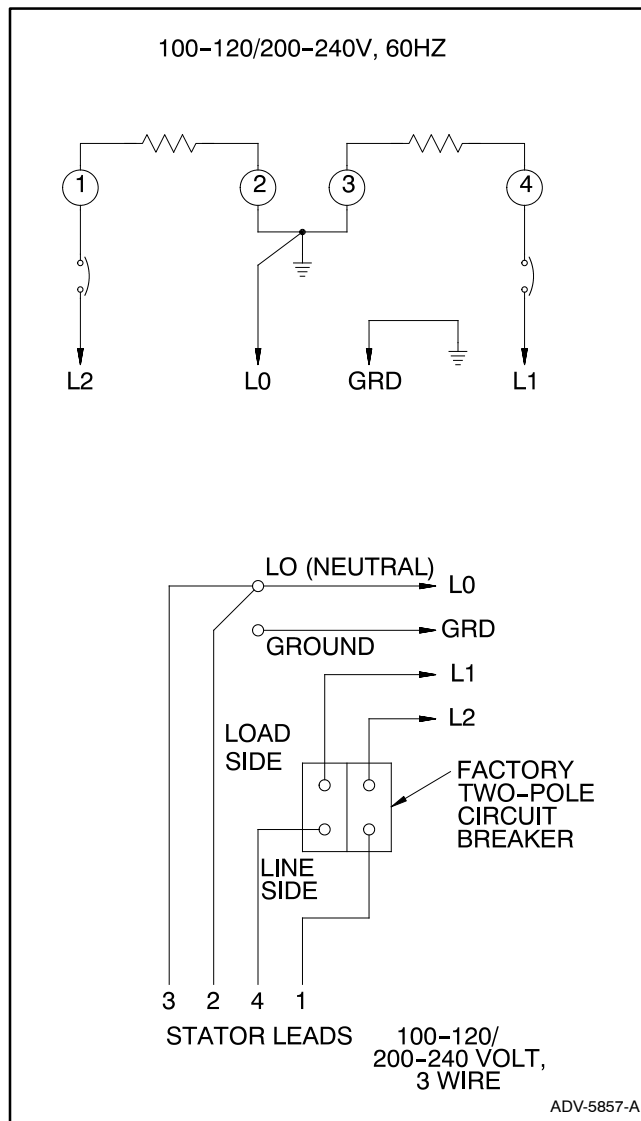 100-120/200-240V, 60HZ
1 2 3 4
L2 L0 GRD L1
LO (NEUTRAL)
L0
GROUND
GRD
L1
L2
LOAD
SIDE
FACTORY
TWO-POLE
CIRCUIT
BREAKER
LINE
SIDE
3 2 4 1
STATOR LEADS
100-120/
200-240 VOLT,
3 WIRE
ADV-5857-A